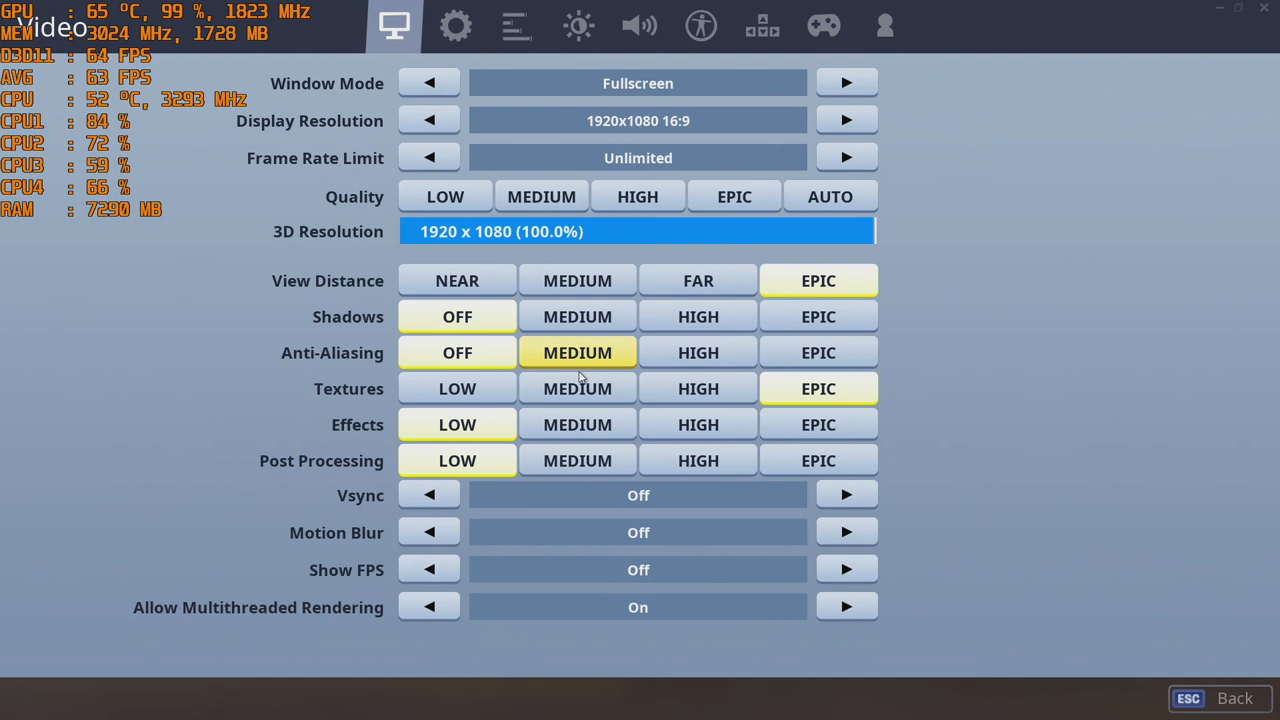 GPU : 65 ºC, 99 %, 1823 MHz
Video
MEM : 3024 MHz, 1728 MB
D3D11 : 64 FPS
AVG : 63 FPS
CPU : 52 ºC, 3293 MHz
CPU1 : 84 %
CPU2 : 72 %
CPU3 : 59 %
CPU4 : 66 %
RAM : 7290 MB
Window Mode Fullscreen
Display Resolution 1920x1080 16:9
Frame Rate Limit Unlimited
Quality LOW MEDIUM HIGH EPIC AUTO
3D Resolution 1920 x 1080 (100.0%)
View Distance NEAR MEDIUM FAR EPIC
Shadows OFF MEDIUM HIGH EPIC
Anti-Aliasing OFF MEDIUM HIGH EPIC
Textures LOW MEDIUM HIGH EPIC
Effects LOW MEDIUM HIGH EPIC
Post Processing LOW MEDIUM HIGH EPIC
Vsync Off
Motion Blur Off
Show FPS Off
Allow Multithreaded Rendering On
ESC Back